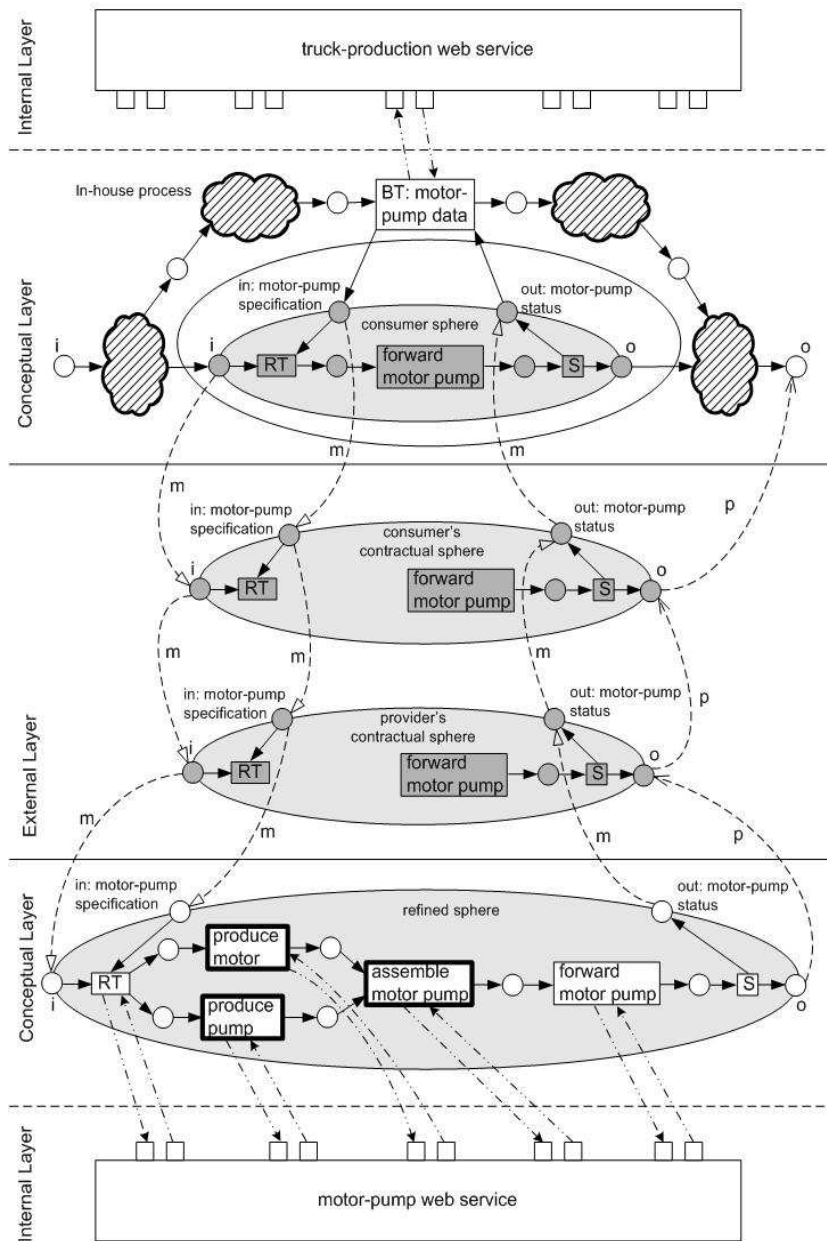 Internal Layer
truck-production web service
Conceptual Layer
In-house process
BT: motor-
pump data
in: motor-pump
specification
out: motor-pump
status
consumer sphere
i
i
RT
forward
motor pump
S
o
o
m
m
External Layer
m
p
in: motor-pump
specification
out: motor-pump
status
consumer's
contractual sphere
i
RT
forward
motor pump
S
o
m
m
m
p
in: motor-pump
specification
out: motor-pump
status
provider's
contractual sphere
i
RT
forward
motor pump
S
o
m
m
m
p
Conceptual Layer
in: motor-pump
specification
out: motor-pump
status
refined sphere
produce
motor
RT
assemble
motor pump
forward
motor pump
S
i
o
produce
pump
Internal Layer
motor-pump web service